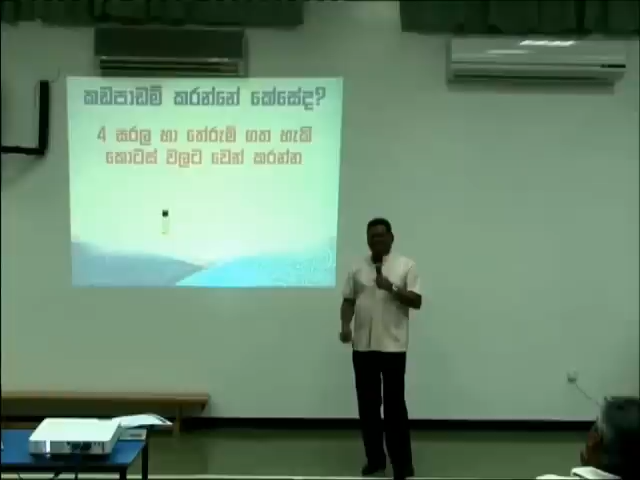 කඩපාඩම් කරන්නේ කේසේද?
4 සරල හා තේරුම් ගත හැකි
කොටස් වලට වෙන් කරන්න